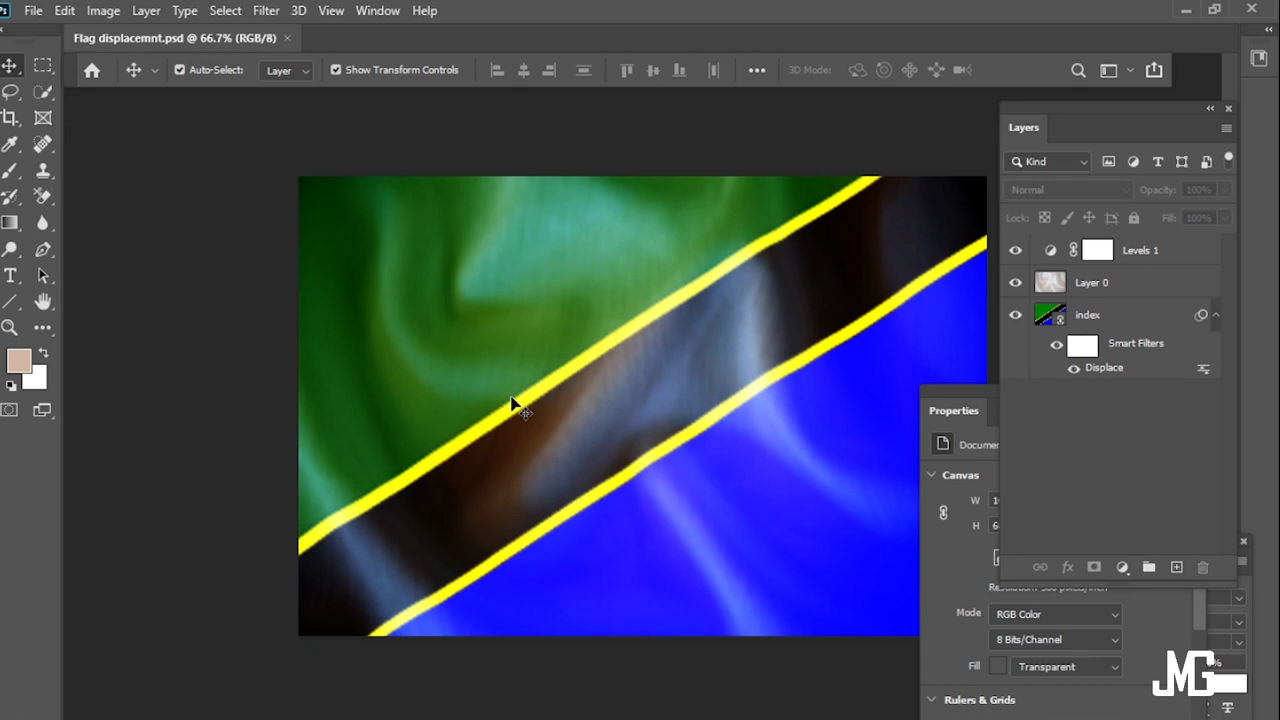 Ps File Edit Image Layer Type Select Filter 3D View Window Help
Flag displacemnt.psd @ 66.7% (RGB/8)
Auto-Select: Layer Show Transform Controls 3D Mode:
Layers
Kind
Normal Opacity: 100%
Lock: Fill: 100%
Levels 1
Layer 0
index
Smart Filters
Displace
Properties
Canvas
W
H
Mode RGB Color
8 Bits/Channel
Fill Transparent
Rulers & Grids
JMG